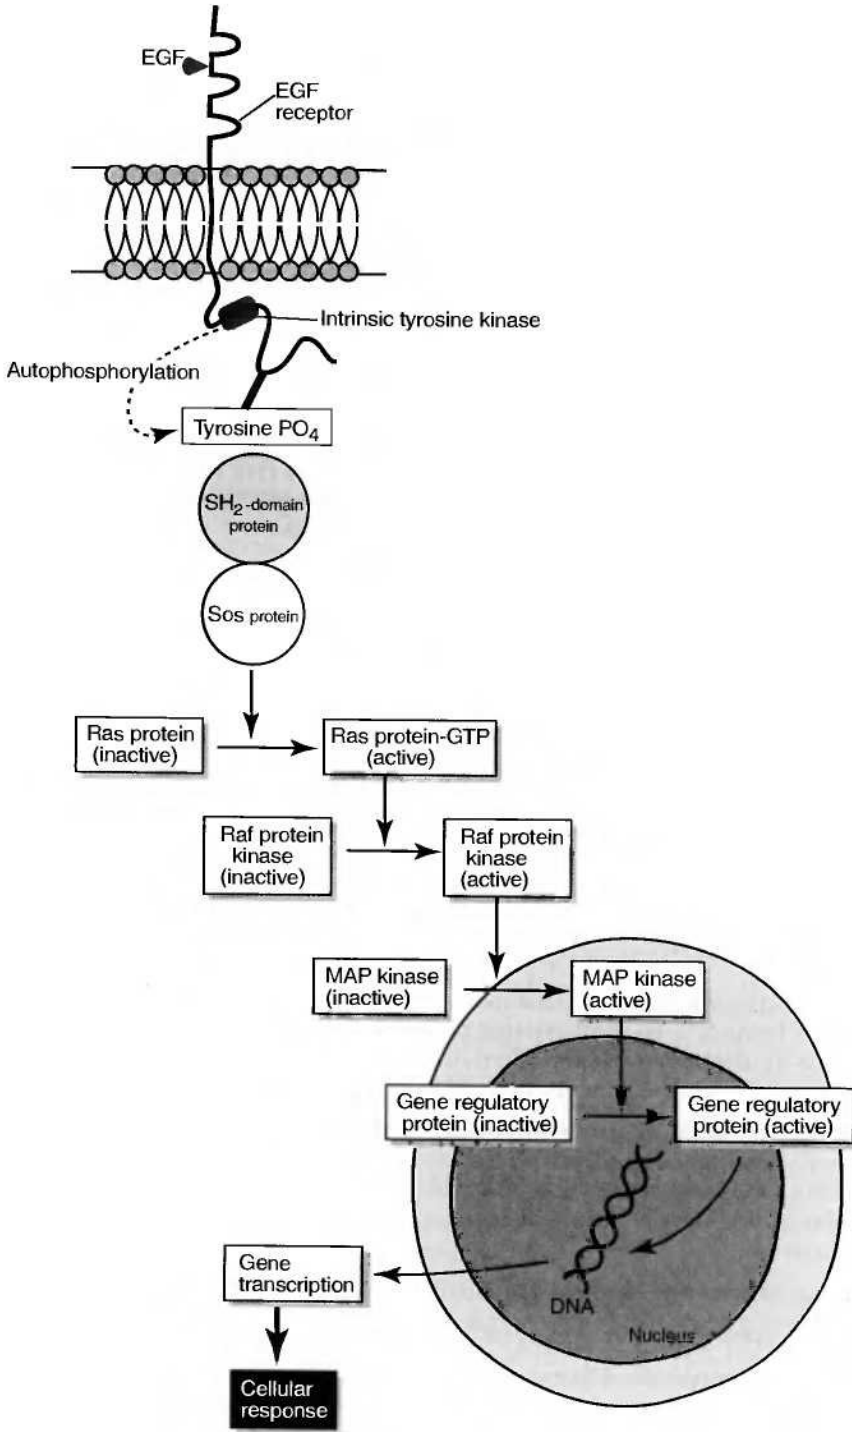 EGF
EGF
receptor
Intrinsic tyrosine kinase
Autophosphorylation
Tyrosine PO4
SH2-domain
protein
Sos protein
Ras protein
(inactive)
Ras protein-GTP
(active)
Raf protein
kinase
(inactive)
Raf protein
kinase
(active)
MAP kinase
(inactive)
MAP kinase
(active)
Gene regulatory
protein (inactive)
Gene regulatory
protein (active)
DNA
Nucleus
Gene
transcription
Cellular
response